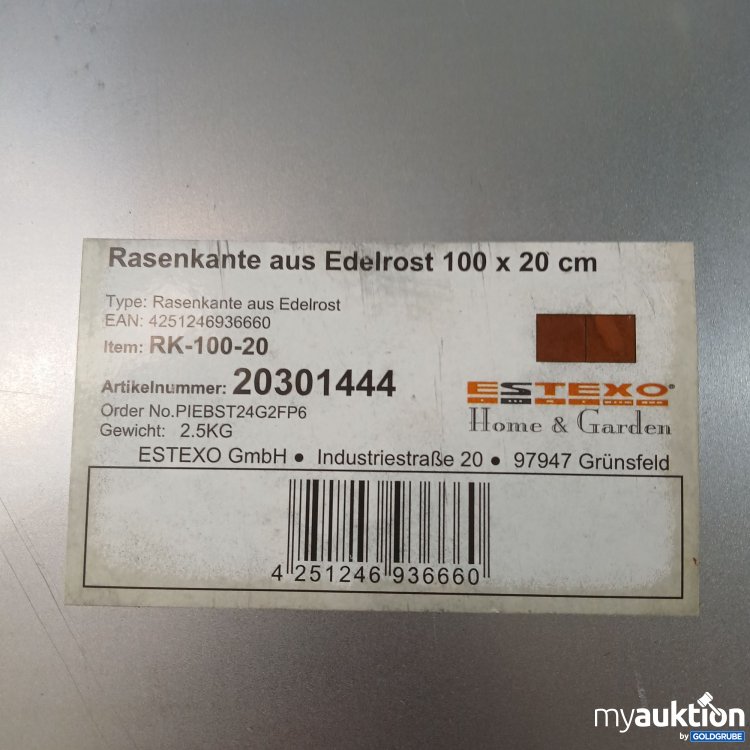 Rasenkante aus Edelrost 100 x 20 cm
Type: Rasenkante aus Edelrost
EAN: 4251246936660
Item: RK-100-20
Artikelnummer: 20301444
Order No.PIEBST24G2FP6
Gewicht: 2.5KG
ESTEXO®
Home & Garden
ESTEXO GmbH ● Industriestraße 20 ● 97947 Grünsfeld
4 251246 936660
myauktion
by GOLDGRUBE